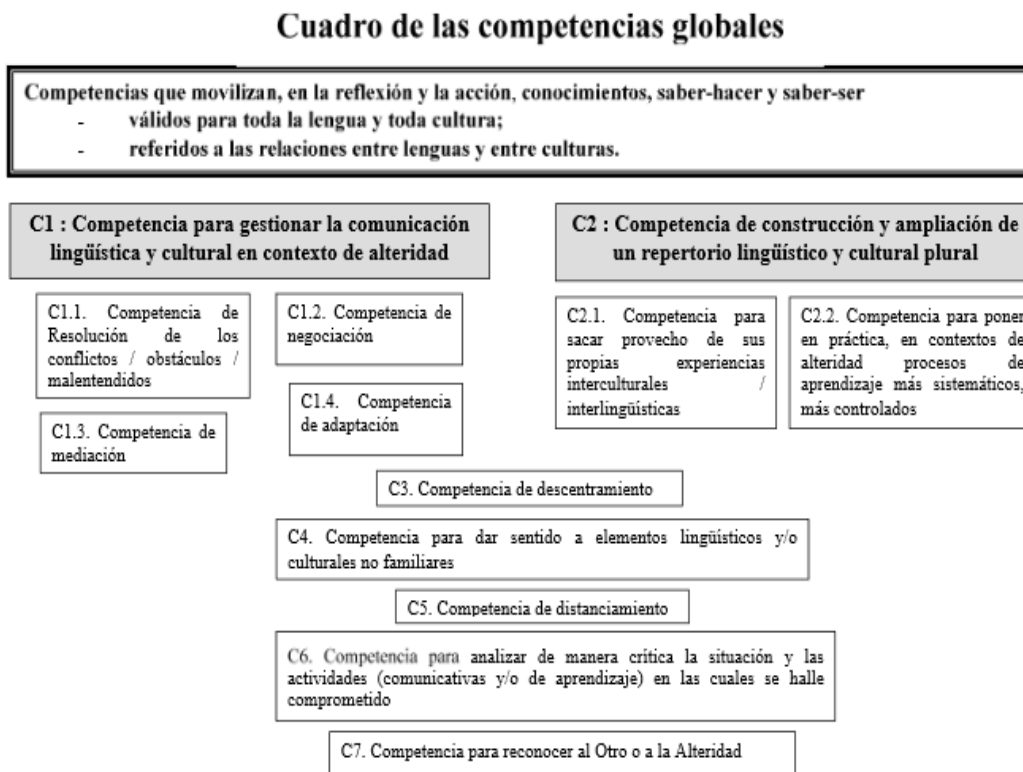 Cuadro de las competencias globales
Competencias que movilizan, en la reflexión y la acción, conocimientos, saber-hacer y saber-ser
- válidos para toda la lengua y toda cultura;
- referidos a las relaciones entre lenguas y entre culturas.
C1 : Competencia para gestionar la comunicación
lingüística y cultural en contexto de alteridad
C1.1. Competencia de
Resolución de los
conflictos / obstáculos /
malentendidos
C1.2. Competencia de
negociación
C1.3. Competencia de
mediación
C1.4. Competencia
de adaptación
C2 : Competencia de construcción y ampliación de
un repertorio lingüístico y cultural plural
C2.1. Competencia para
sacar provecho de sus
propias experiencias
interculturales /
interlingüísticas
C2.2. Competencia para poner
en práctica, en contextos de
alteridad procesos de
aprendizaje más sistemáticos,
más controlados
C3. Competencia de descentramiento
C4. Competencia para dar sentido a elementos lingüísticos y/o
culturales no familiares
C5. Competencia de distanciamiento
C6. Competencia para analizar de manera crítica la situación y las
actividades (comunicativas y/o de aprendizaje) en las cuales se halle
comprometido
C7. Competencia para reconocer al Otro o a la Alteridad